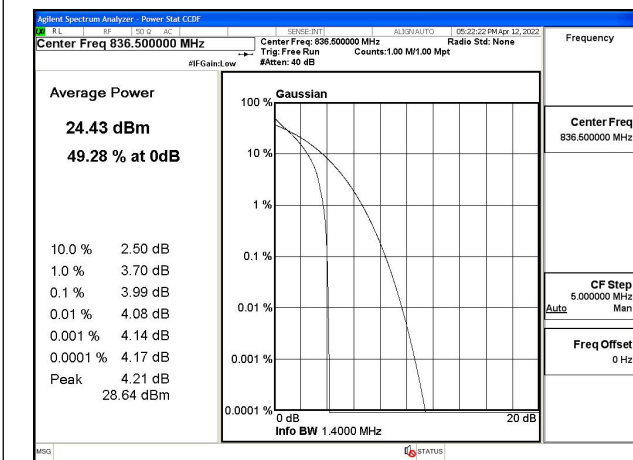 Agilent Spectrum Analyzer - Power Stat CCDF
RL RF 50 Ω AC SENSE:INT ALIGN AUTO 05:22:22 PM Apr 12, 2022
Center Freq 836.500000 MHz
Center Freq: 836.500000 MHz Radio Std: None
Trig: Free Run Counts:1.00 M/1.00 Mpt
#IFGain:Low #Atten: 40 dB
Frequency
Average Power
24.43 dBm
49.28 % at 0dB
10.0 % 2.50 dB
1.0 % 3.70 dB
0.1 % 3.99 dB
0.01 % 4.08 dB
0.001 % 4.14 dB
0.0001 % 4.17 dB
Peak 4.21 dB
28.64 dBm
Gaussian
100 %
10 %
1 %
0.1 %
0.01 %
0.001 %
0.0001 %
0 dB 20 dB
Info BW 1.4000 MHz
Center Freq
836.500000 MHz
CF Step
5.000000 MHz
Auto Man
Freq Offset
0 Hz
MSG STATUS